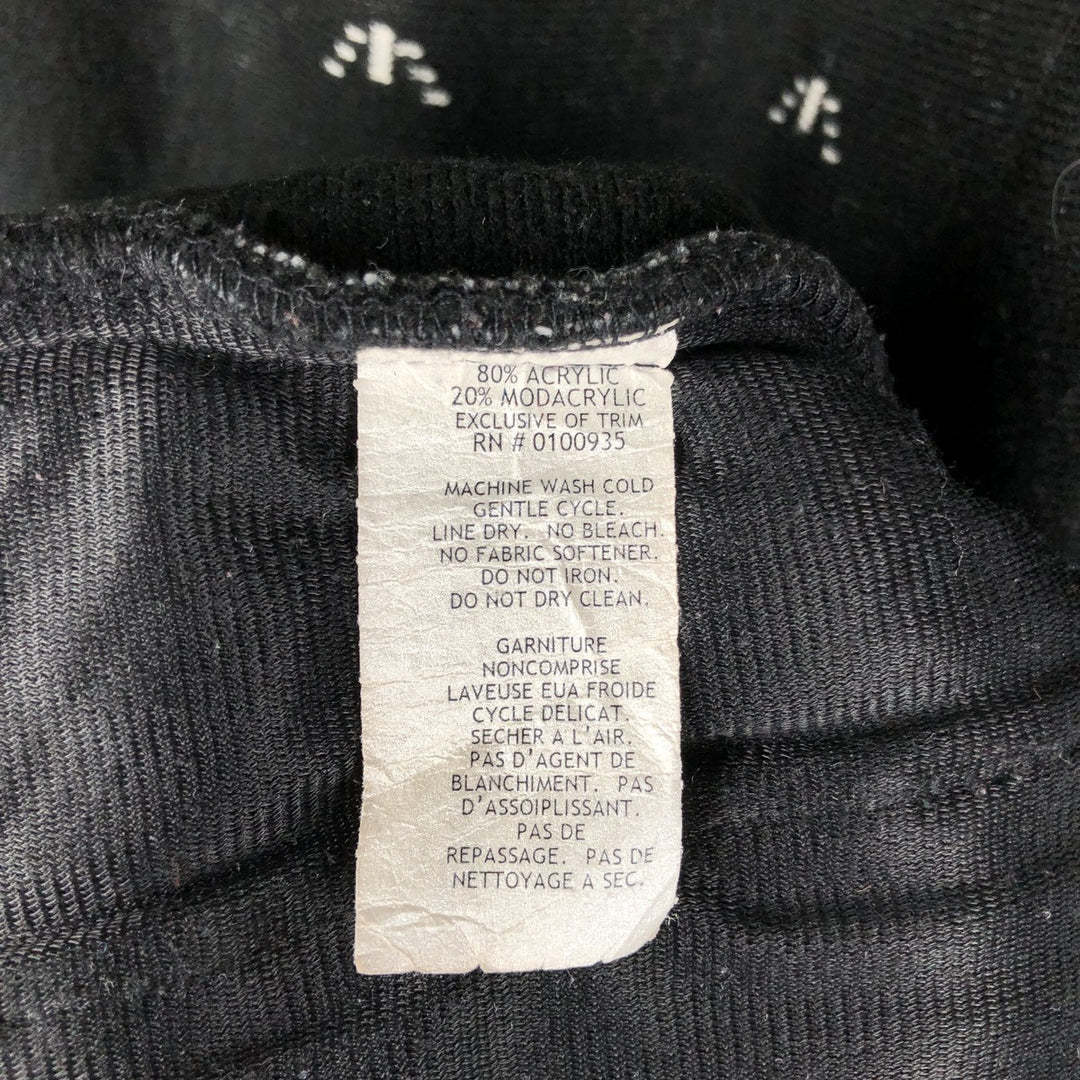 80% ACRYLIC
20% MODACRYLIC
EXCLUSIVE OF TRIM
RN # 0100935
MACHINE WASH COLD
GENTLE CYCLE.
LINE DRY. NO BLEACH.
NO FABRIC SOFTENER.
DO NOT IRON.
DO NOT DRY CLEAN.
GARNITURE
NONCOMPRISE
LAVEUSE EUA FROIDE
CYCLE DELICAT.
SECHER A L'AIR.
PAS D'AGENT DE
BLANCHIMENT. PAS
D'ASSOIPLISSANT.
PAS DE
REPASSAGE. PAS DE
NETTOYAGE A SEC.